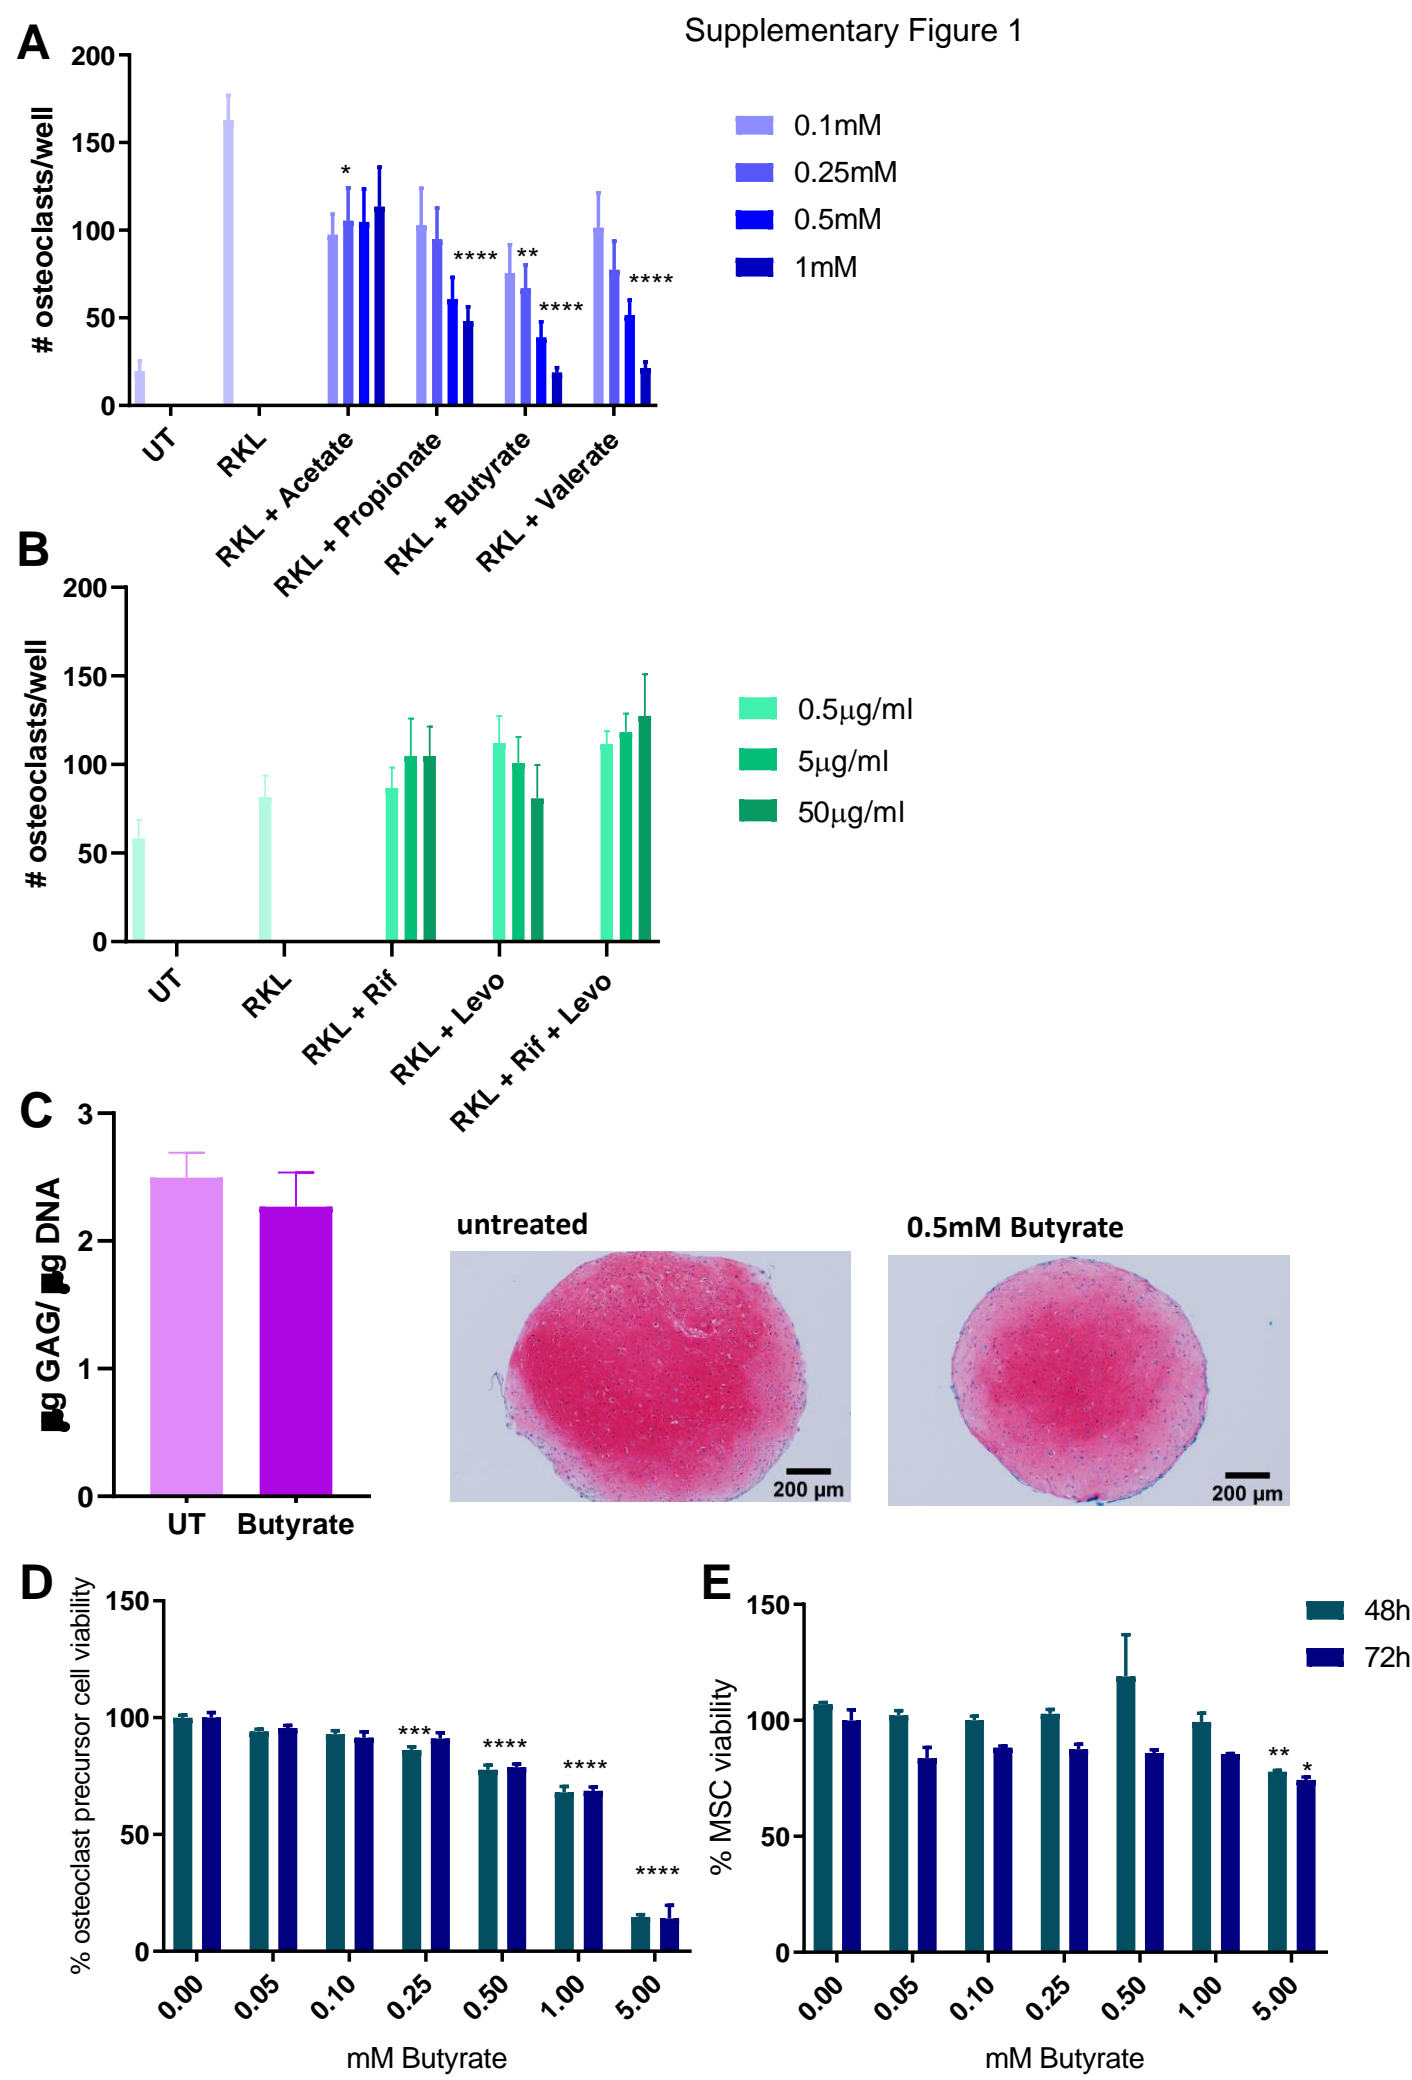 Supplementary Figure 1
A
# osteoclasts/well
200
150
100
50
0
*
****
**
****
****
UT
RKL
RKL + Acetate
RKL + Propionate
RKL + Butyrate
RKL + Valerate
0.1mM
0.25mM
0.5mM
1mM
B
# osteoclasts/well
200
150
100
50
0
UT
RKL
RKL + Rif
RKL + Levo
RKL + Rif + Levo
0.5µg/ml
5µg/ml
50µg/ml
C
µg GAG/ µg DNA
3
2
1
0
UT
Butyrate
untreated
200 µm
0.5mM Butyrate
200 µm
D
% osteoclast precursor cell viability
150
100
50
0
***
****
****
****
0.00
0.05
0.10
0.25
0.50
1.00
5.00
mM Butyrate
E
% MSC viability
150
100
50
0
**
*
0.00
0.05
0.10
0.25
0.50
1.00
5.00
mM Butyrate
48h
72h